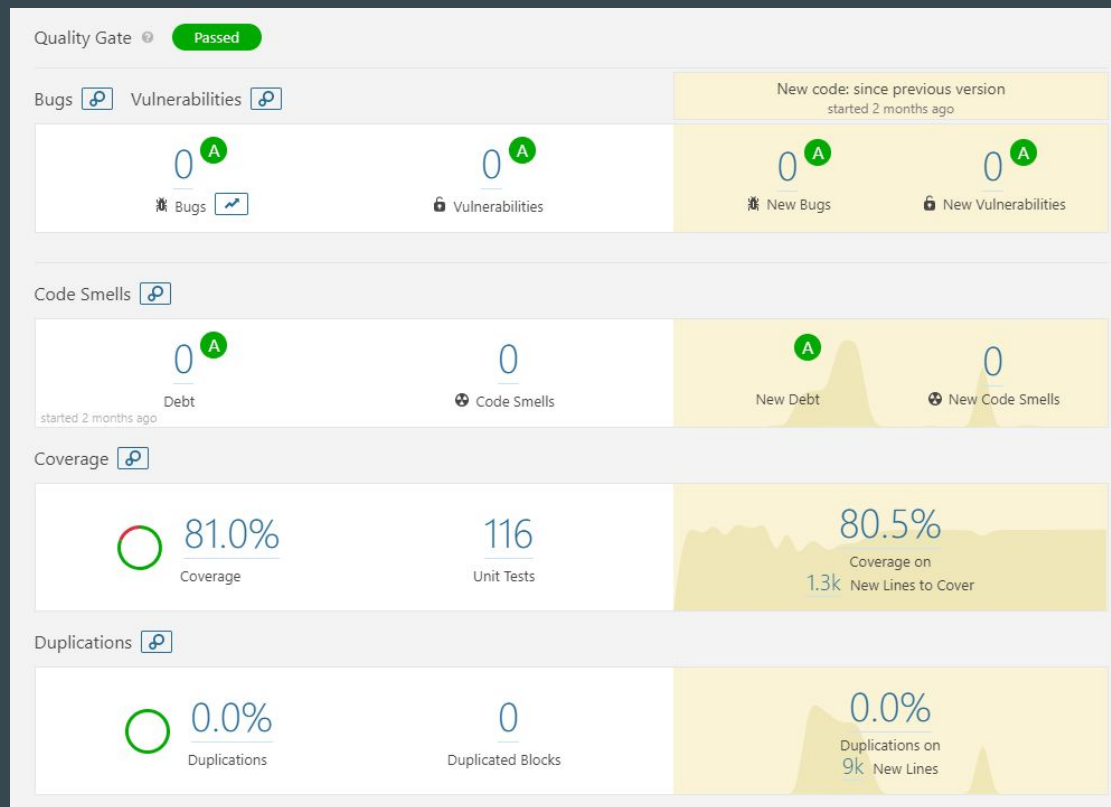 Quality Gate ? Passed
Bugs Vulnerabilities
New code: since previous version
started 2 months ago
0 A
Bugs
0 A
Vulnerabilities
0 A
New Bugs
0 A
New Vulnerabilities
Code Smells
0 A
Debt
started 2 months ago
0
Code Smells
A
New Debt
0
New Code Smells
Coverage
81.0%
Coverage
116
Unit Tests
80.5%
Coverage on
1.3k New Lines to Cover
Duplications
0.0%
Duplications
0
Duplicated Blocks
0.0%
Duplications on
9k New Lines